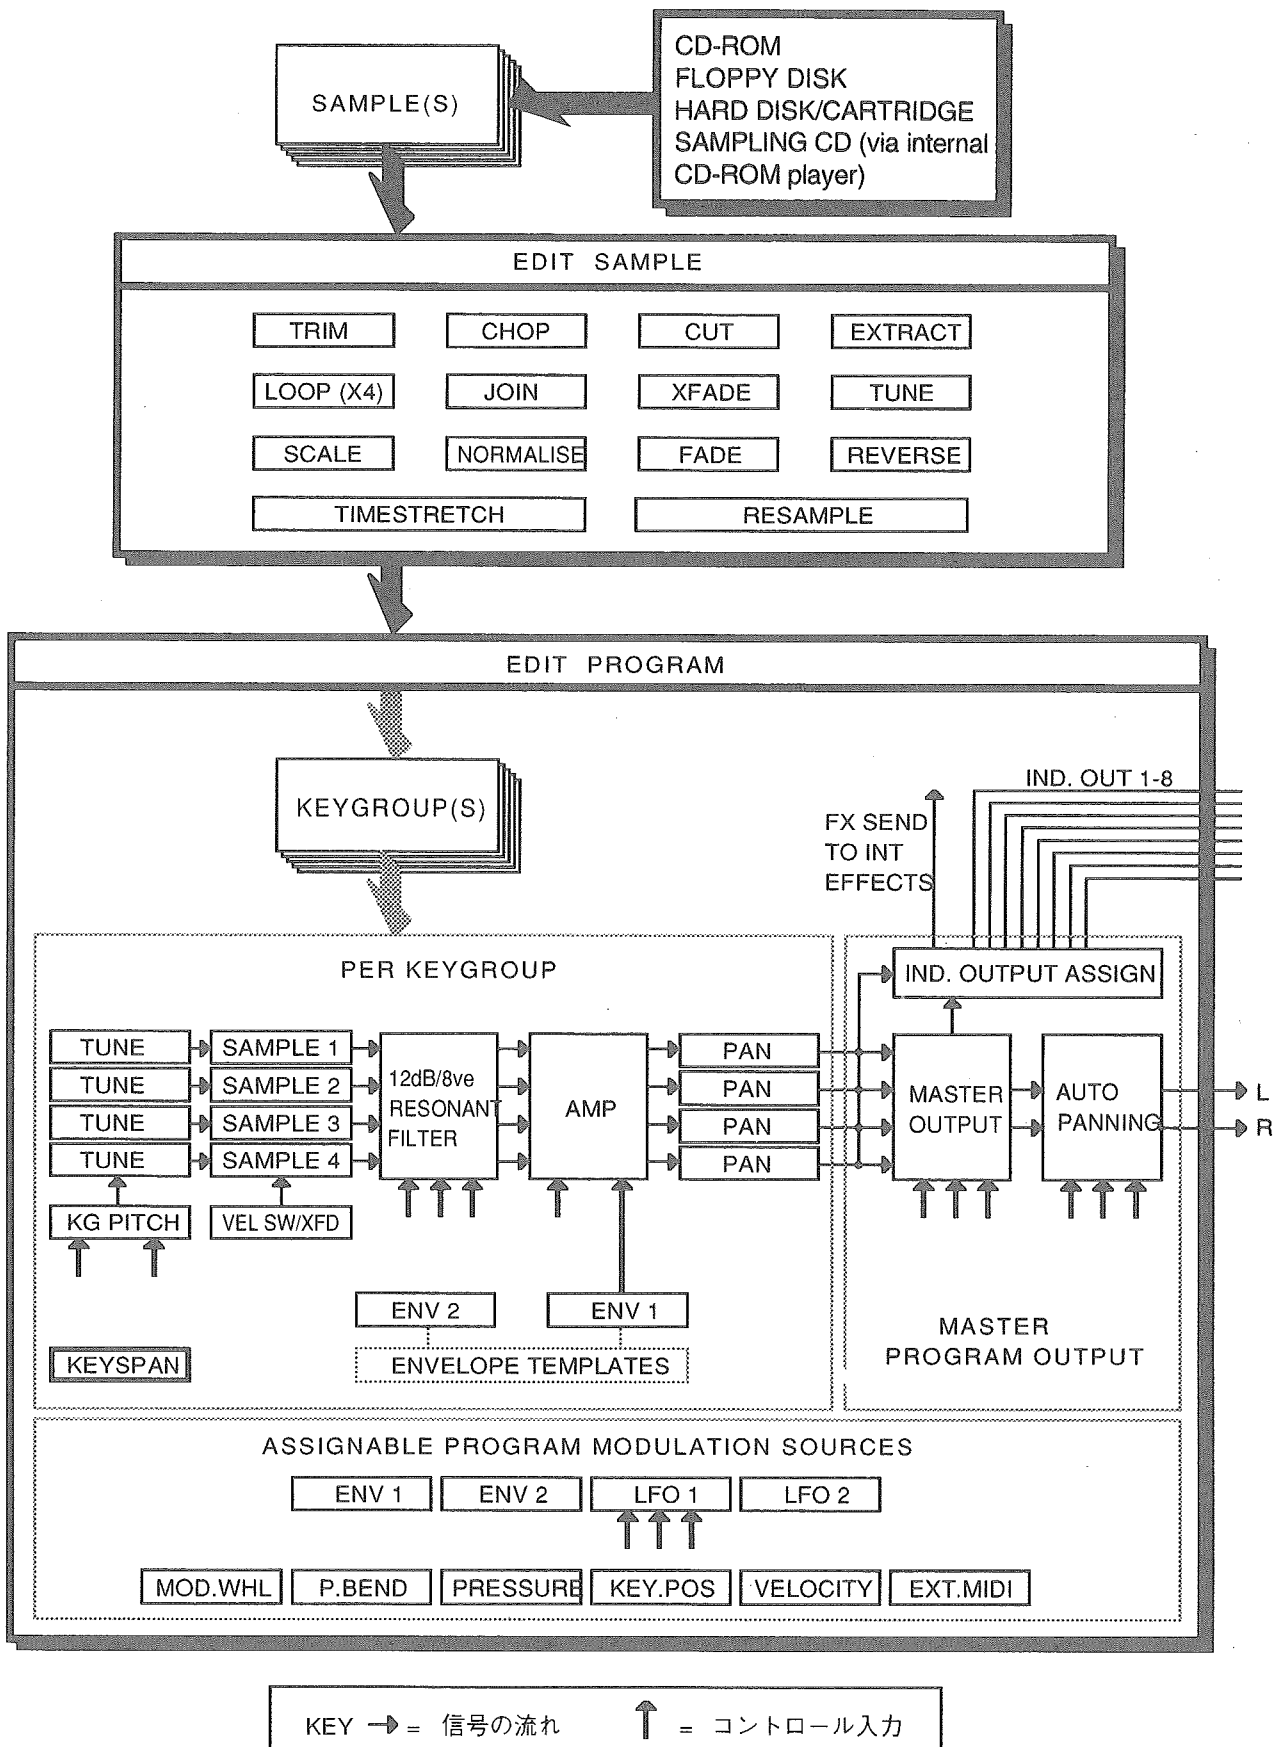 CD-ROM
FLOPPY DISK
HARD DISK/CARTRIDGE
SAMPLING CD (via internal
CD-ROM player)
SAMPLE(S)
EDIT SAMPLE
TRIM
CHOP
CUT
EXTRACT
LOOP (X4)
JOIN
XFADE
TUNE
SCALE
NORMALISE
FADE
REVERSE
TIMESTRETCH
RESAMPLE
EDIT PROGRAM
KEYGROUP(S)
IND. OUT 1-8
FX SEND
TO INT
EFFECTS
PER KEYGROUP
IND. OUTPUT ASSIGN
TUNE
SAMPLE 1
TUNE
SAMPLE 2
TUNE
SAMPLE 3
TUNE
SAMPLE 4
12dB/8ve
RESONANT
FILTER
AMP
PAN
PAN
PAN
PAN
MASTER
OUTPUT
AUTO
PANNING
L
R
KG PITCH
VEL SW/XFD
ENV 2
ENV 1
KEYSPAN
ENVELOPE TEMPLATES
MASTER
PROGRAM OUTPUT
ASSIGNABLE PROGRAM MODULATION SOURCES
ENV 1
ENV 2
LFO 1
LFO 2
MOD.WHL
P.BEND
PRESSURE
KEY.POS
VELOCITY
EXT.MIDI
KEY = 信号の流れ = コントロール入力